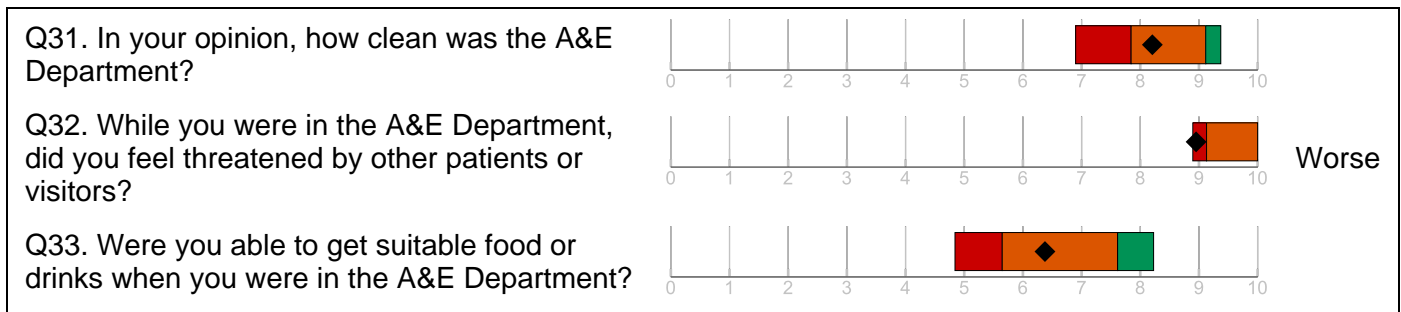 Q31. In your opinion, how clean was the A&E
Department?
0 1 2 3 4 5 6 7 8 9 10
Q32. While you were in the A&E Department,
did you feel threatened by other patients or
visitors?
0 1 2 3 4 5 6 7 8 9 10
Worse
Q33. Were you able to get suitable food or
drinks when you were in the A&E Department?
0 1 2 3 4 5 6 7 8 9 10